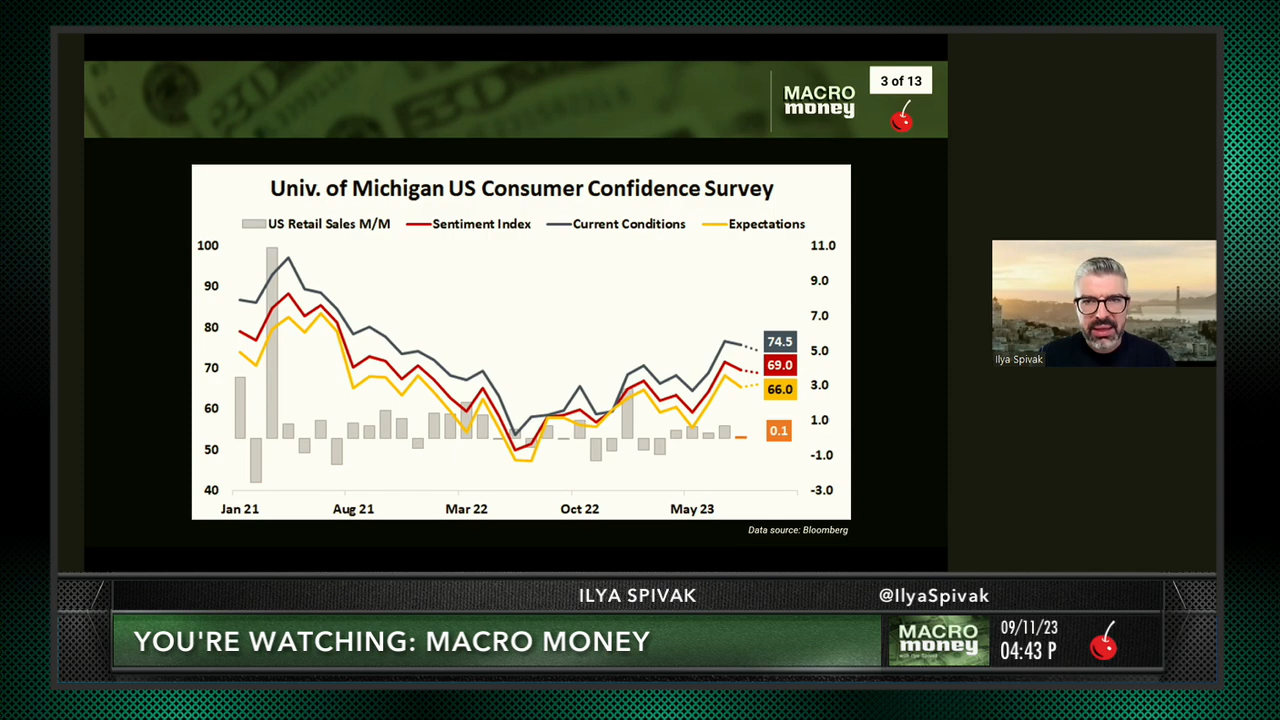 MACRO
money
3 of 13
Univ. of Michigan US Consumer Confidence Survey
US Retail Sales M/M Sentiment Index Current Conditions Expectations
100 11.0
90 9.0
80 7.0
74.5
70 5.0
69.0
66.0
60 3.0
1.0
0.1
50 -1.0
40 -3.0
Jan 21 Aug 21 Mar 22 Oct 22 May 23
Data source: Bloomberg
Ilya Spivak
ILYA SPIVAK @IlyaSpivak
YOU'RE WATCHING: MACRO MONEY
MACRO
money
09/11/23
04:43 P